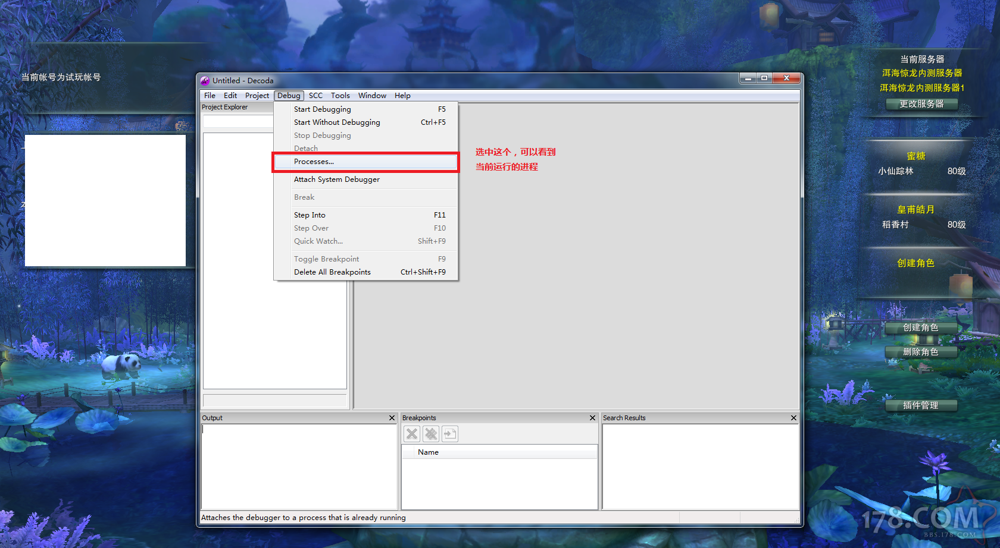 当前帐号为试玩帐号
Untitled - Decoda
File Edit Project Debug SCC Tools Window Help
Project Explorer
Start Debugging F5
Start Without Debugging Ctrl+F5
Stop Debugging
Detach
Processes...
Attach System Debugger
Break
Step Into F11
Step Over F10
Quick Watch... Shift+F9
Toggle Breakpoint F9
Delete All Breakpoints Ctrl+Shift+F9
选中这个，可以看到
当前运行的进程
Output
Breakpoints
Name
Search Results
Attaches the debugger to a process that is already running
当前服务器
洱海惊龙内测服务器
洱海惊龙内测服务器1
更改服务器
蜜糖
小仙踪林 80级
皇甫皓月
稻香村 80级
创建角色
创建角色
删除角色
插件管理
178.COM
BBS.178.COM